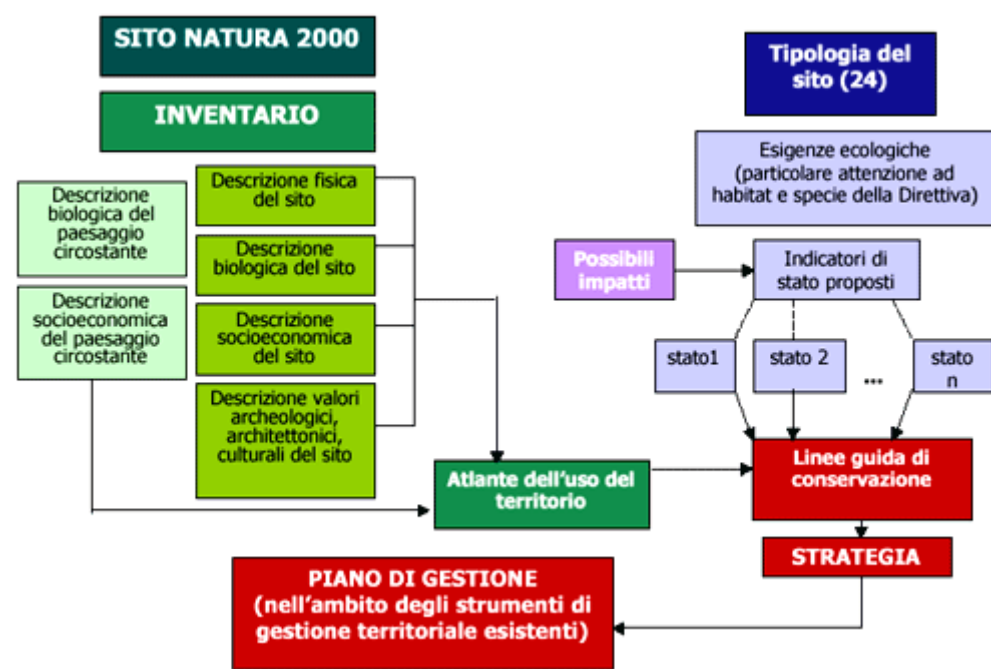 SITO NATURA 2000
INVENTARIO
Descrizione
biologica del
paesaggio
circostante
Descrizione
socioeconomica
del paesaggio
circostante
Descrizione fisica
del sito
Descrizione
biologica del sito
Descrizione
socioeconomica
del sito
Descrizione valori
archeologici,
architettonici,
culturali del sito
Atlante dell'uso del
territorio
Tipologia del
sito (24)
Esigenze ecologiche
(particolare attenzione ad
habitat e specie della Direttiva)
Possibili
impatti
Indicatori di
stato proposti
stato1
stato 2
...
stato
n
Linee guida di
conservazione
STRATEGIA
PIANO DI GESTIONE
(nell'ambito degli strumenti di
gestione territoriale esistenti)